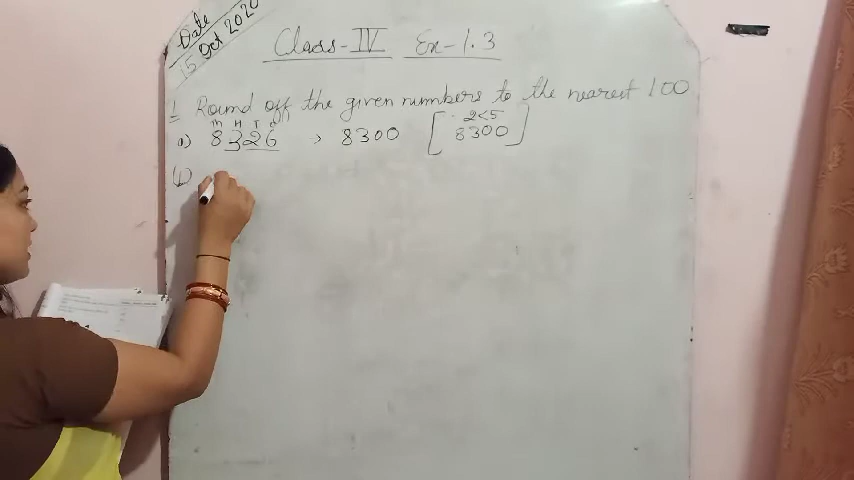 Date
15 Oct 2020
Class-IV Ex-1.3
1 Round off the given numbers to the nearest 100
Th H T O
a) 8326 > 8300 [2<5 8300]
(b)